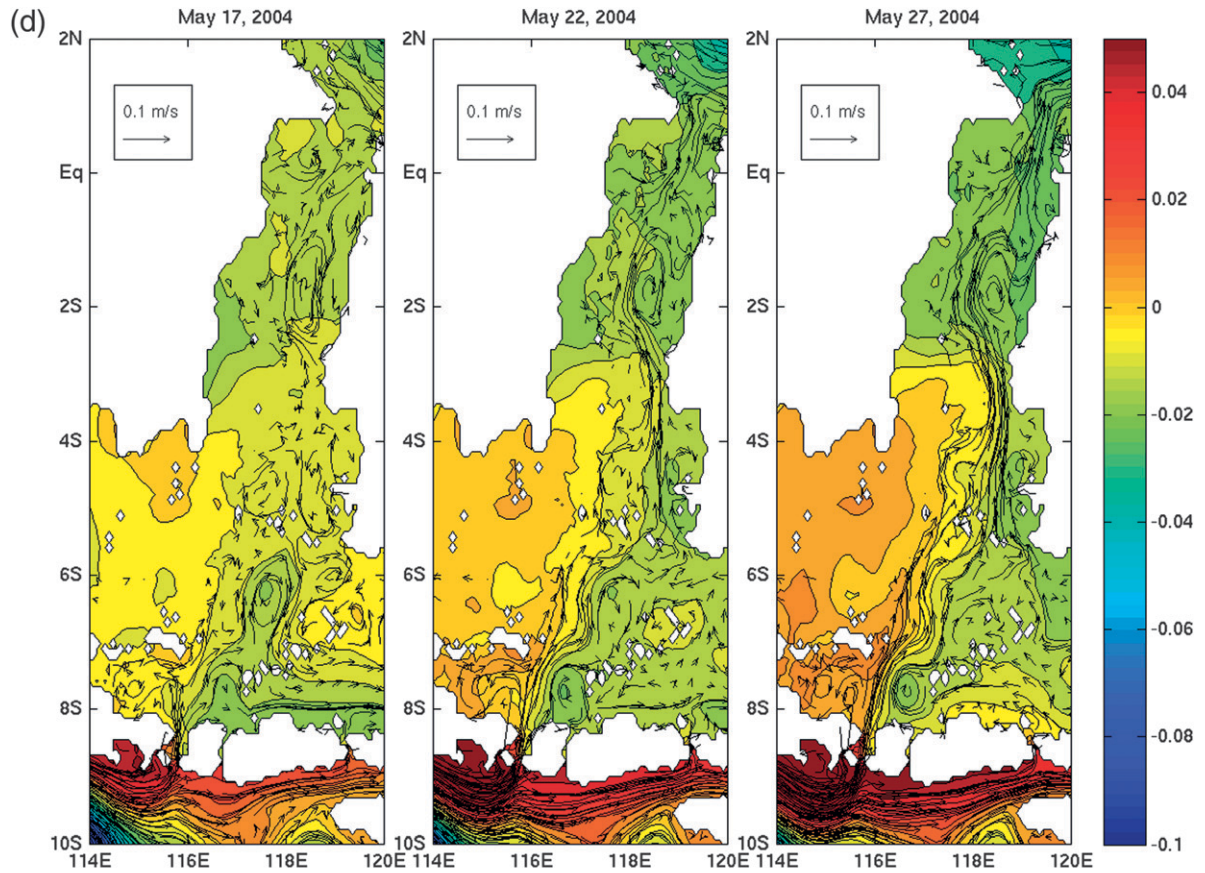 (d)
May 17, 2004 May 22, 2004 May 27, 2004
2N 2N 2N
0.1 m/s 0.1 m/s 0.1 m/s
0.04
Eq Eq Eq
0.02
2S 2S 2S
0
-0.02
4S 4S 4S
-0.04
6S 6S 6S
-0.06
8S 8S 8S
-0.08
10S 10S 10S
-0.1
114E 116E 118E 120E 114E 116E 118E 120E 114E 116E 118E 120E